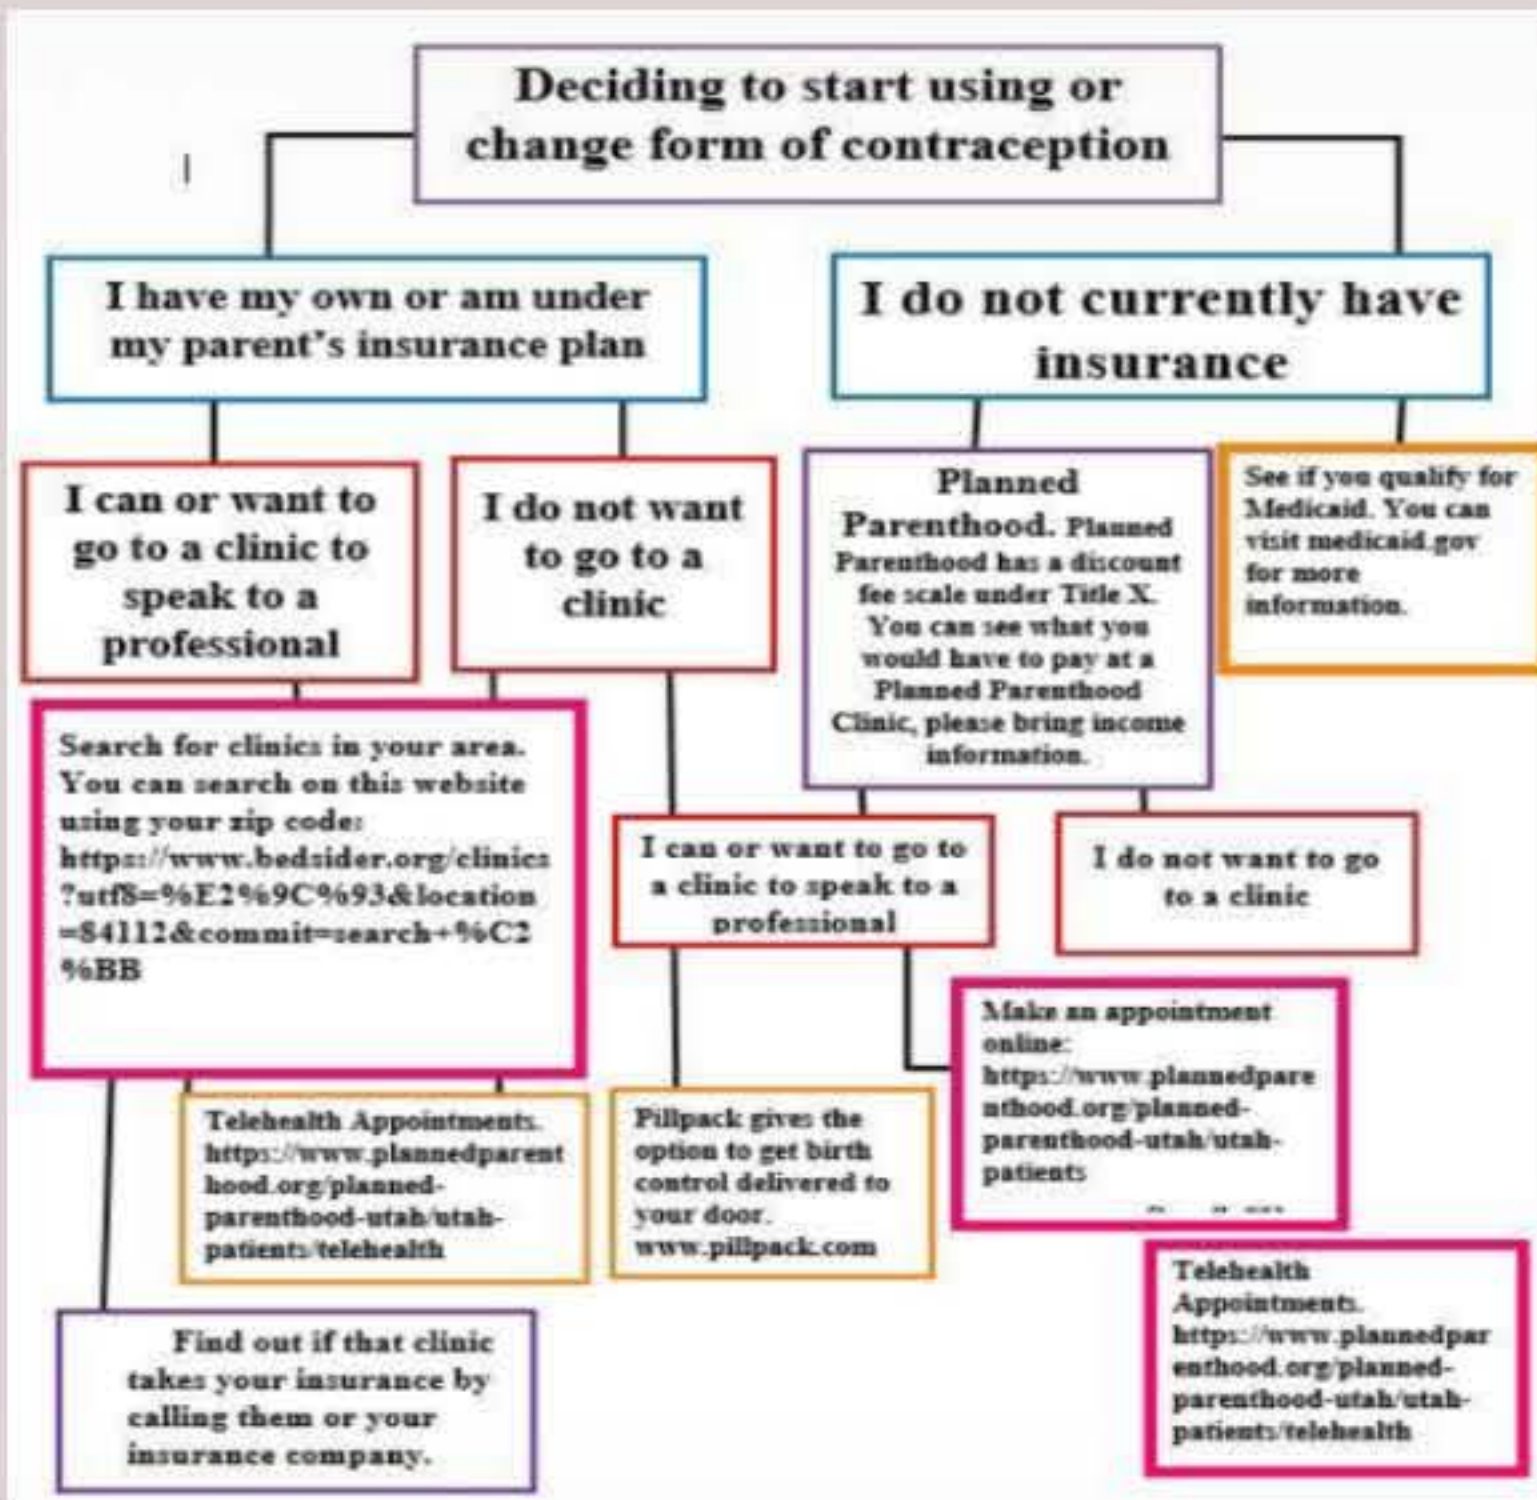 Deciding to start using or
change form of contraception
I have my own or am under
my parent's insurance plan
I do not currently have
insurance
I can or want to
go to a clinic to
speak to a
professional
I do not want
to go to a
clinic
Planned
Parenthood. Planned
Parenthood has a discount
fee scale under Title X.
You can see what you
would have to pay at a
Planned Parenthood
Clinic, please bring income
information.
See if you qualify for
Medicaid. You can
visit medicaid.gov
for more
information.
Search for clinics in your area.
You can search on this website
using your zip code:
https://www.bedsider.org/clinics
?utf8=%E2%9C%93&location
=84112&commit=search+%C2
%BB
I can or want to go to
a clinic to speak to a
professional
I do not want to go
to a clinic
Make an appointment
online:
https://www.plannedpare
nthood.org/planned-
parenthood-utah/utah-
patients
Telehealth Appointments.
https://www.plannedparent
hood.org/planned-
parenthood-utah/utah-
patients/telehealth
Pillpack gives the
option to get birth
control delivered to
your door.
www.pillpack.com
Telehealth
Appointments.
https://www.plannedpar
enthood.org/planned-
parenthood-utah/utah-
patients/telehealth
Find out if that clinic
takes your insurance by
calling them or your
insurance company.